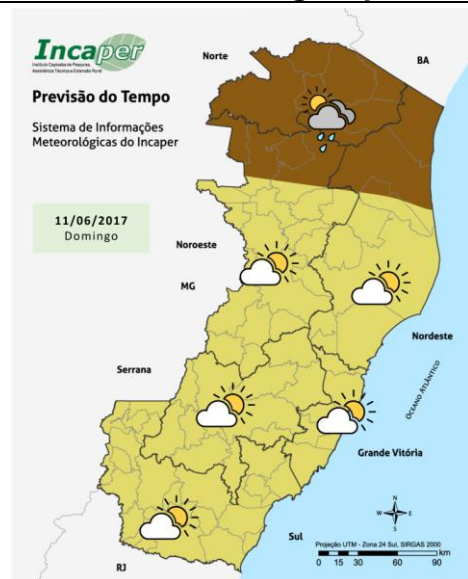 Incaper
Instituto Capixaba de Pesquisa,
Assistência Técnica e Extensão Rural
Previsão do Tempo
Sistema de Informações
Meteorológicas do Incaper
11/06/2017
Domingo
Norte
BA
Noroeste
MG
Nordeste
Serrana
OCEANO ATLÂNTICO
Grande Vitória
Sul
RJ
N
W
E
S
Projeção UTM - Zona 24 Sul, SIRGAS 2000
km
0 15 30 60 90